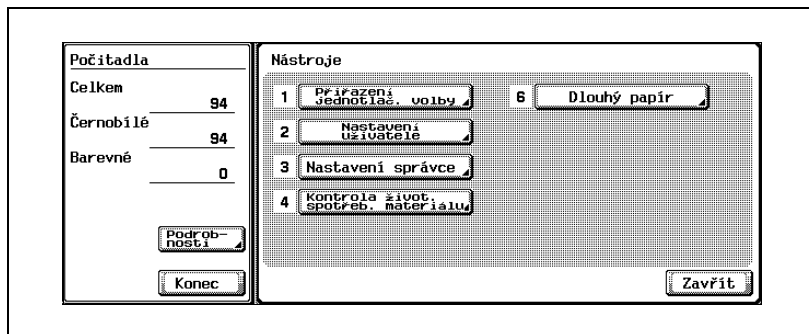 Počitadla
Celkem
94
Černobílé
94
Barevné
0
Podrob-
nosti
Konec
Nástroje
1 Přiřazení
jednotlač. volby
2 Nastavení
uživatele
3 Nastavení správce
4 Kontrola život.
spotřeb. materiálu
6 Dlouhý papír
Zavřít